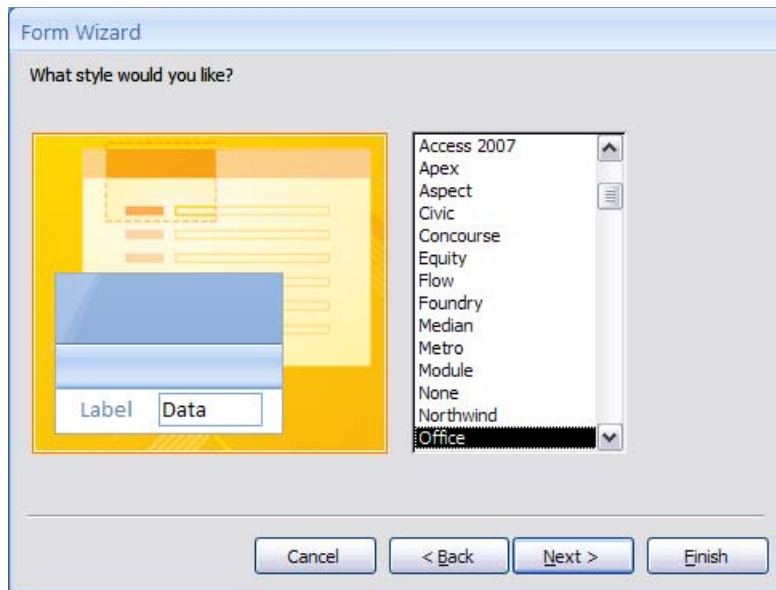 Form Wizard
What style would you like?
Label Data
Access 2007
Apex
Aspect
Civic
Concourse
Equity
Flow
Foundry
Median
Metro
Module
None
Northwind
Office
Cancel < Back Next > Finish